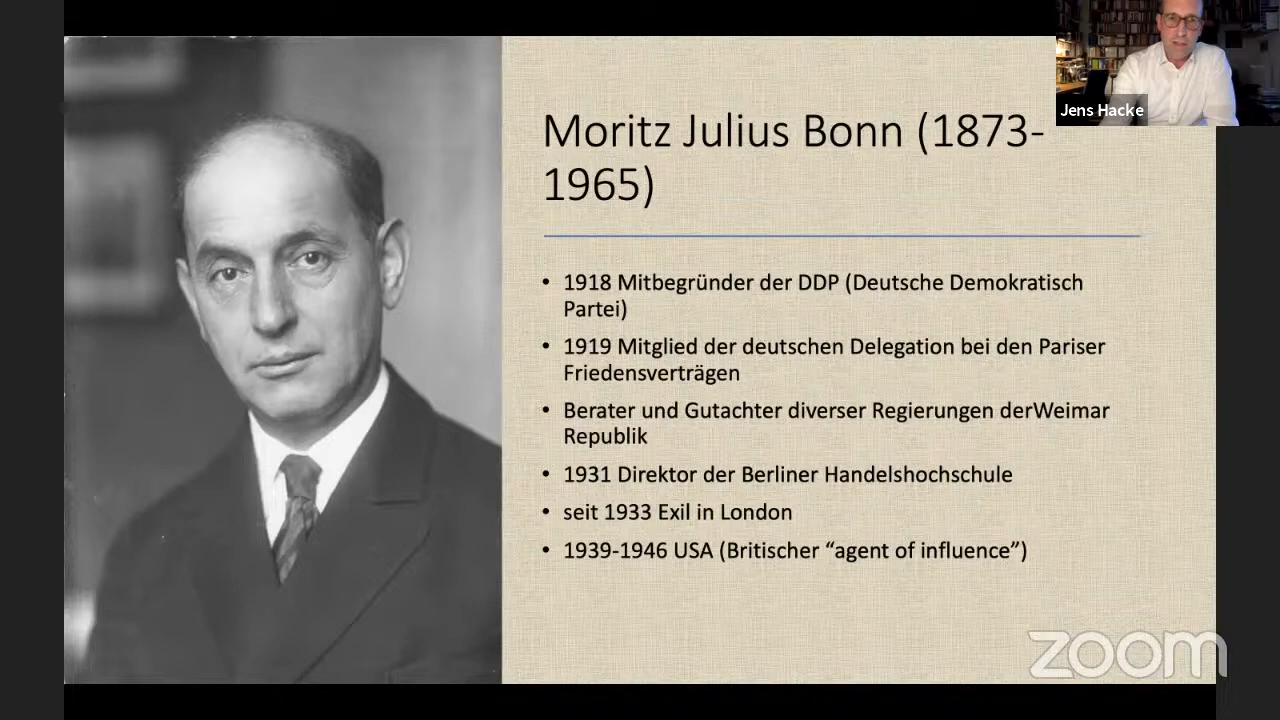 Jens Hacke
Moritz Julius Bonn (1873-
1965)
• 1918 Mitbegründer der DDP (Deutsche Demokratisch
Partei)
• 1919 Mitglied der deutschen Delegation bei den Pariser
Friedensverträgen
• Berater und Gutachter diverser Regierungen derWeimar
Republik
• 1931 Direktor der Berliner Handelshochschule
• seit 1933 Exil in London
• 1939-1946 USA (Britischer “agent of influence”)
zoom